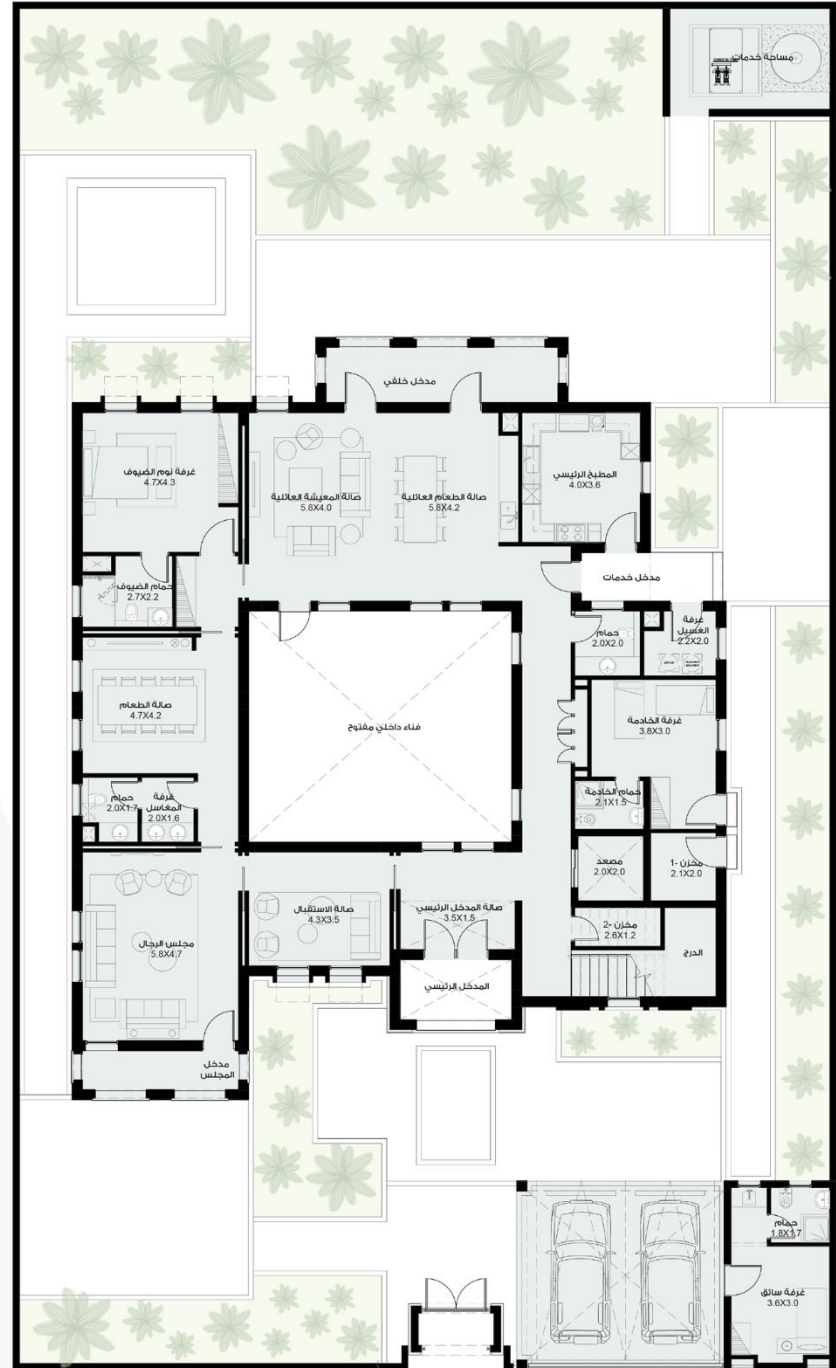 مساحة خدمات
مدخل خلفي
غرفة نوم الضيوف
4.7X4.3
صالة المعيشة العائلية
5.8X4.0
صالة الطعام العائلية
5.8X4.2
المطبخ الرئيسي
4.0X3.6
مدخل خدمات
حمام الضيوف
2.7X2.2
حمام
2.0X2.0
غرفة
الغسيل
2.2X2.0
صالة الطعام
4.7X4.2
فناء داخلي مفتوح
غرفة الخادمة
3.8X3.0
حمام
2.0X1.7
غرفة
المغاسل
2.0X1.6
حمام الخادمة
2.1X1.5
مصعد
2.0X2.0
مخزن -1
2.1X2.0
مجلس الرجال
5.8X4.7
صالة الاستقبال
4.3X3.5
صالة المدخل الرئيسي
3.5X1.5
مخزن -2
2.6X1.2
الدرج
المدخل الرئيسي
مدخل
المجلس
حمام
1.8X1.7
غرفة سائق
3.6X3.0